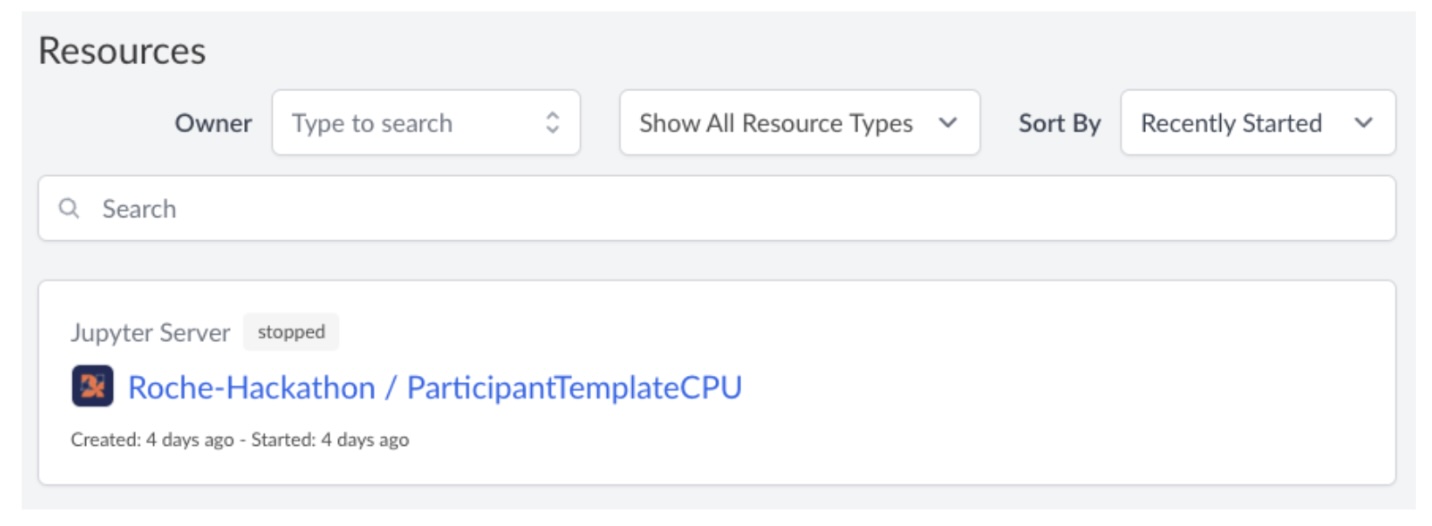 Resources
Owner Type to search Show All Resource Types Sort By Recently Started
Search
Jupyter Server stopped
Roche-Hackathon / ParticipantTemplateCPU
Created: 4 days ago - Started: 4 days ago